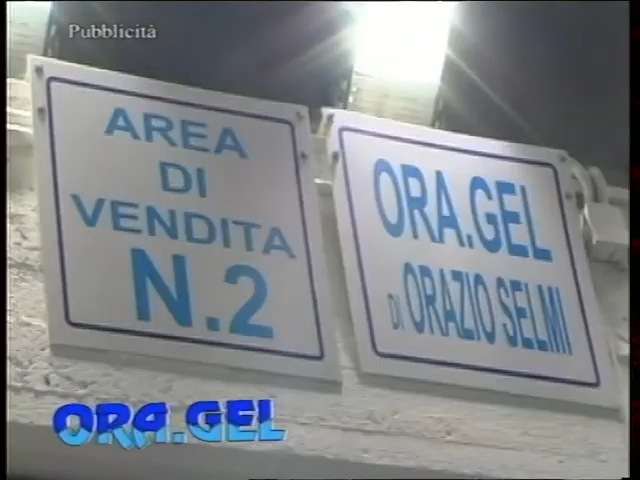 Pubblicità
AREA
DI
VENDITA
N.2
ORA.GEL
DI ORAZIO SELMI
ORA.GEL